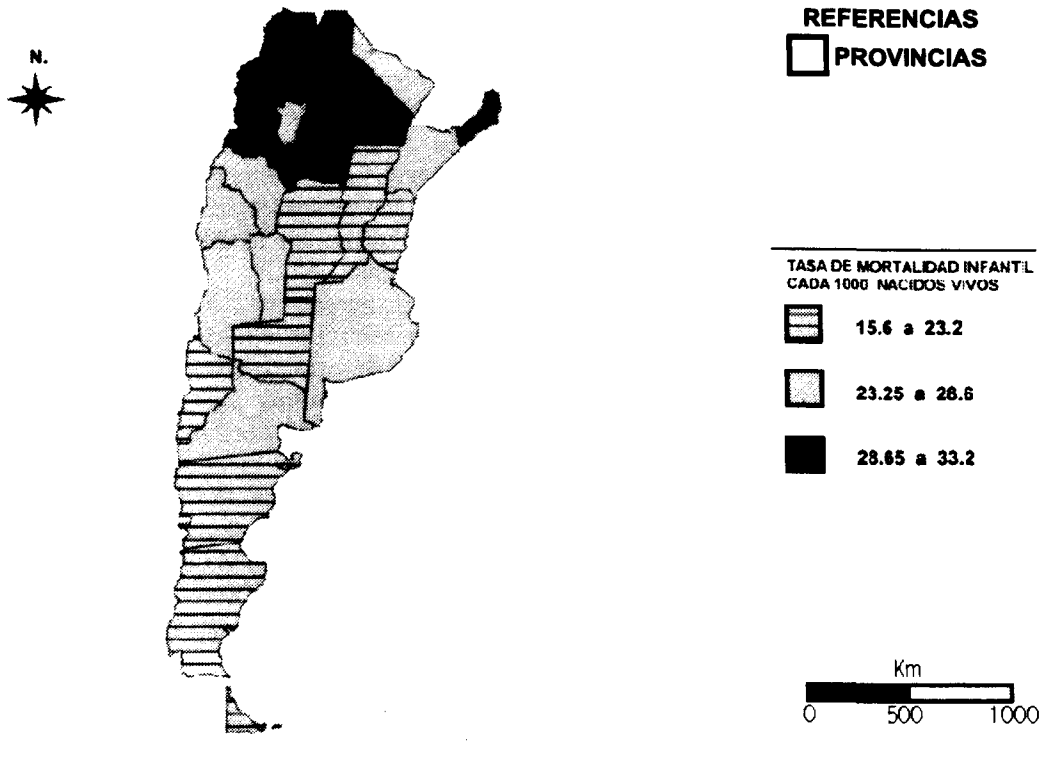 N.
REFERENCIAS
PROVINCIAS
TASA DE MORTALIDAD INFANTIL
CADA 1000 NACIDOS VIVOS
15.6 a 23.2
23.25 a 28.6
28.65 a 33.2
Km
0 500 1000